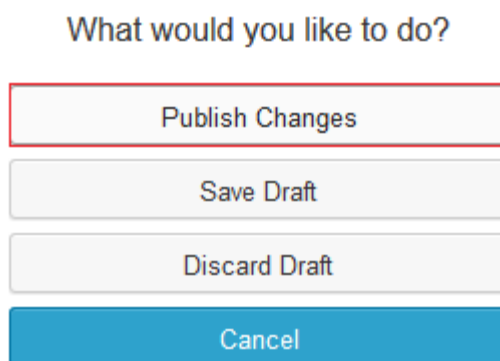 What would you like to do?
Publish Changes
Save Draft
Discard Draft
Cancel